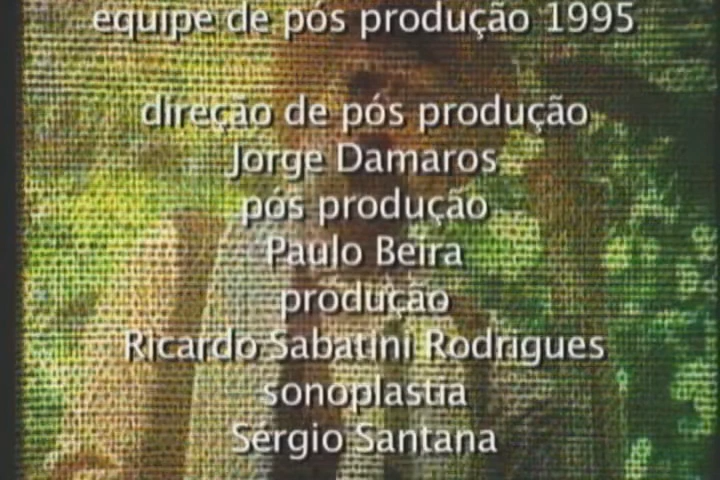 equipe de pós produção 1995
direção de pós produção
Jorge Damaros
pós produção
Paulo Beira
produção
Ricardo Sabatini Rodrigues
sonoplastia
Sérgio Santana